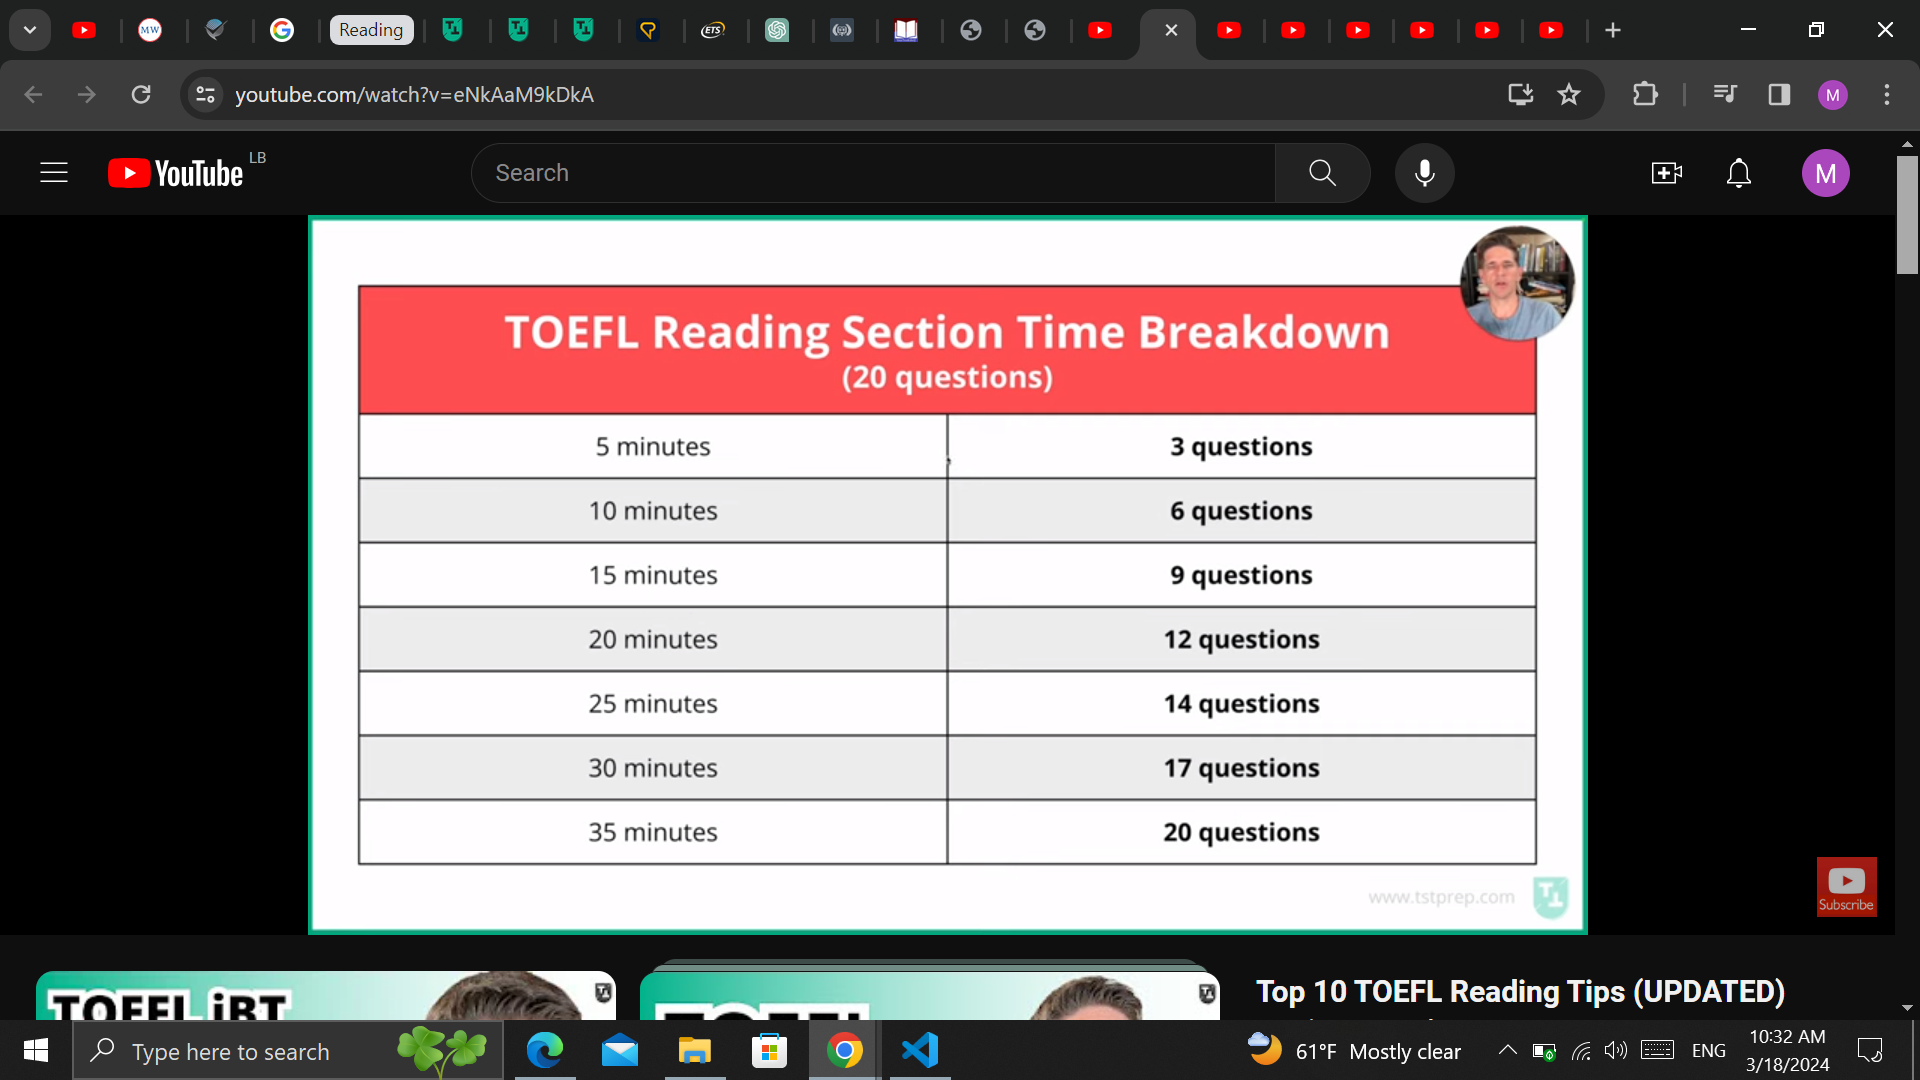 MW
Reading
ETS
youtube.com/watch?v=eNkAaM9kDkA
M
YouTube LB
Search
M
TOEFL Reading Section Time Breakdown
(20 questions)
5 minutes 3 questions
10 minutes 6 questions
15 minutes 9 questions
20 minutes 12 questions
25 minutes 14 questions
30 minutes 17 questions
35 minutes 20 questions
www.tstprep.com
Subscribe
TOEFL iBT
TOEFL
Top 10 TOEFL Reading Tips (UPDATED)
Type here to search
61°F Mostly clear
ENG
10:32 AM
3/18/2024